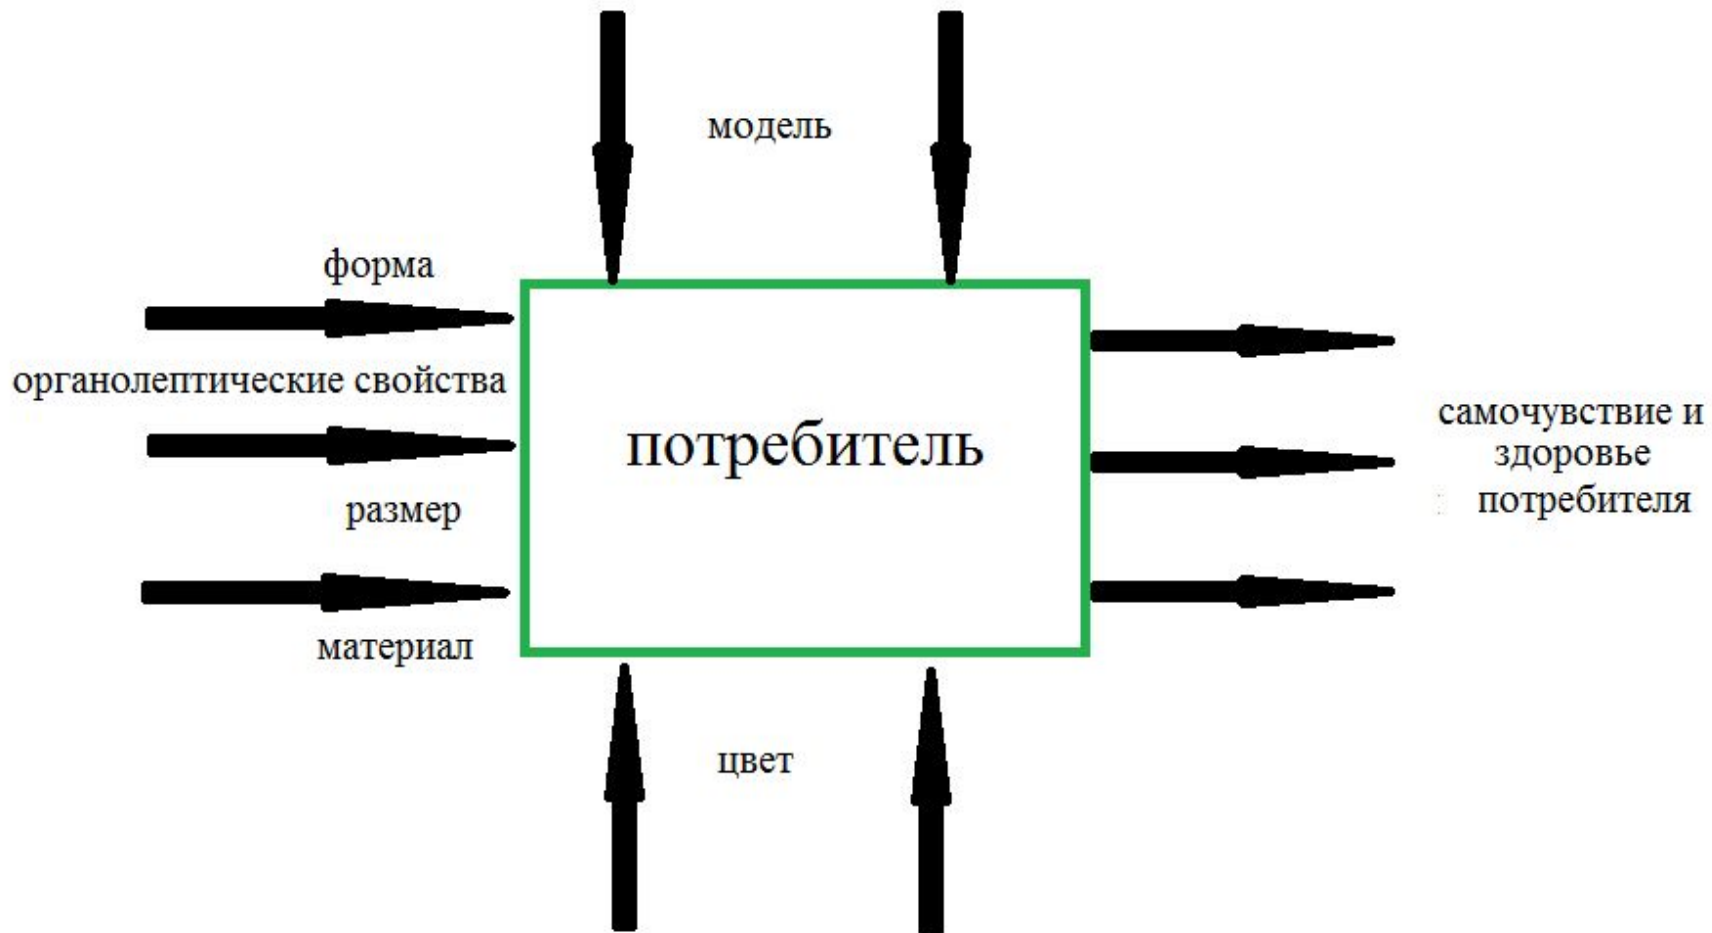 модель
форма
органолептические свойства
потребитель
размер
материал
цвет
самочувствие и
здоровье
потребителя